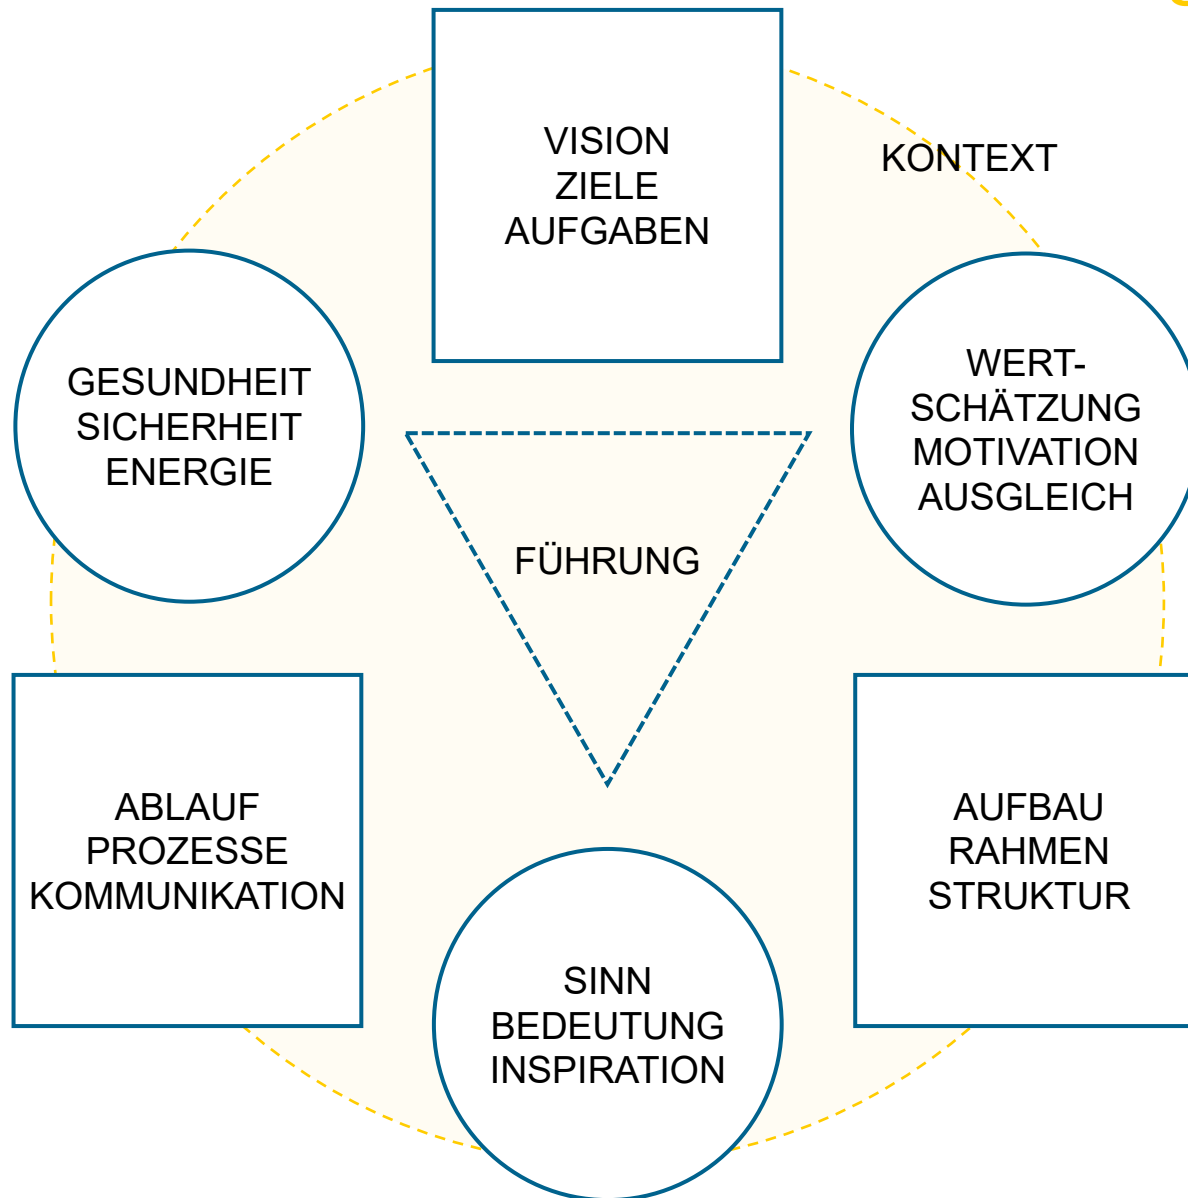 VISION
ZIELE
AUFGABEN
KONTEXT
GESUNDHEIT
SICHERHEIT
ENERGIE
WERT-
SCHÄTZUNG
MOTIVATION
AUSGLEICH
FÜHRUNG
ABLAUF
PROZESSE
KOMMUNIKATION
AUFBAU
RAHMEN
STRUKTUR
SINN
BEDEUTUNG
INSPIRATION